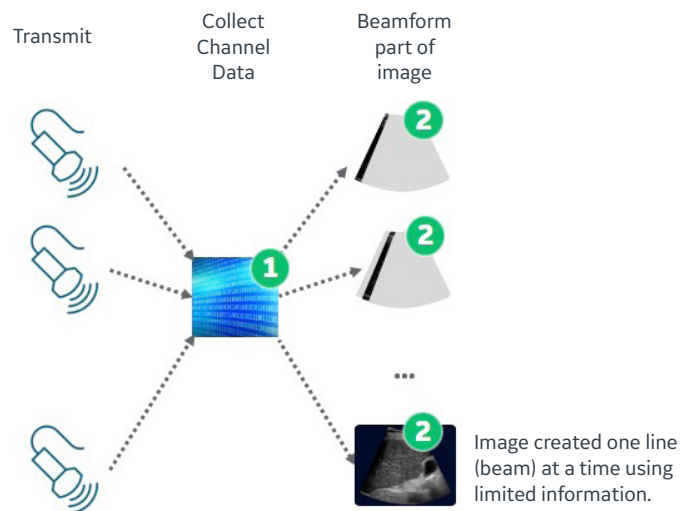 Transmit
Collect
Channel
Data
Beamform
part of
image
2
2
1
...
2
Image created one line
(beam) at a time using
limited information.